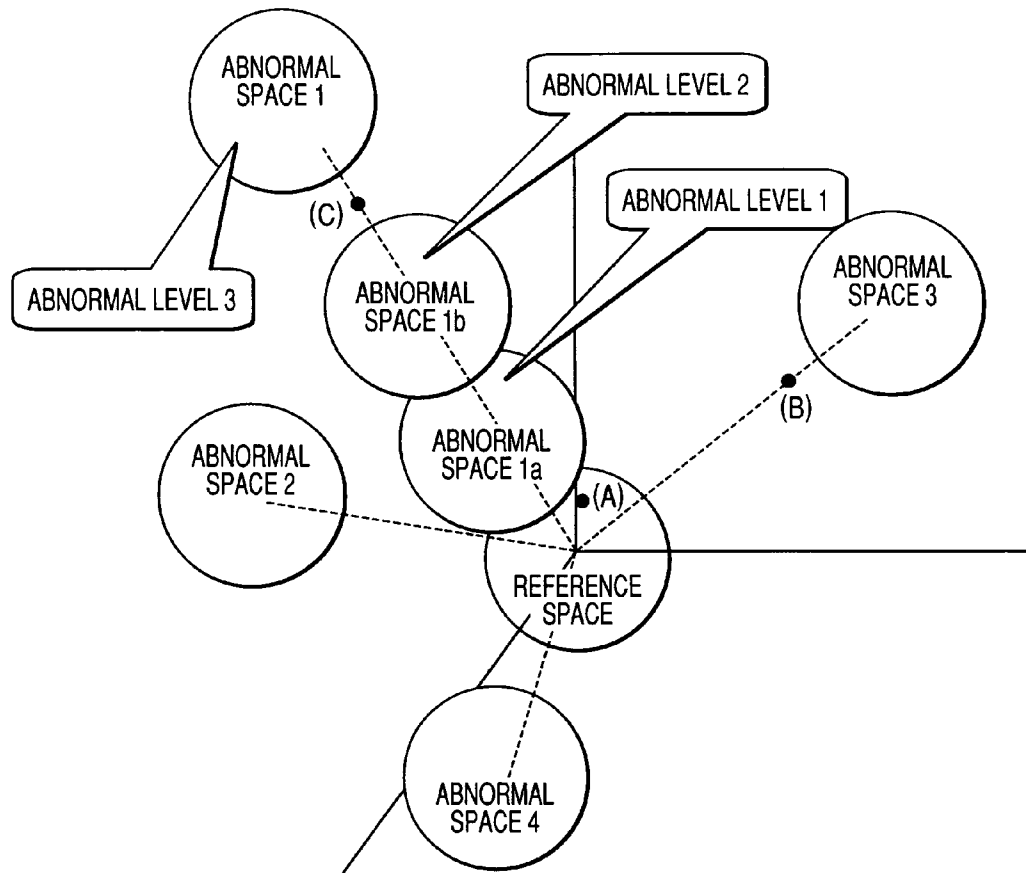 ABNORMAL
SPACE 1
ABNORMAL LEVEL 2
ABNORMAL LEVEL 1
(C)
ABNORMAL LEVEL 3
ABNORMAL
SPACE 1b
ABNORMAL
SPACE 3
(B)
ABNORMAL
SPACE 1a
ABNORMAL
SPACE 2
(A)
REFERENCE
SPACE
ABNORMAL
SPACE 4